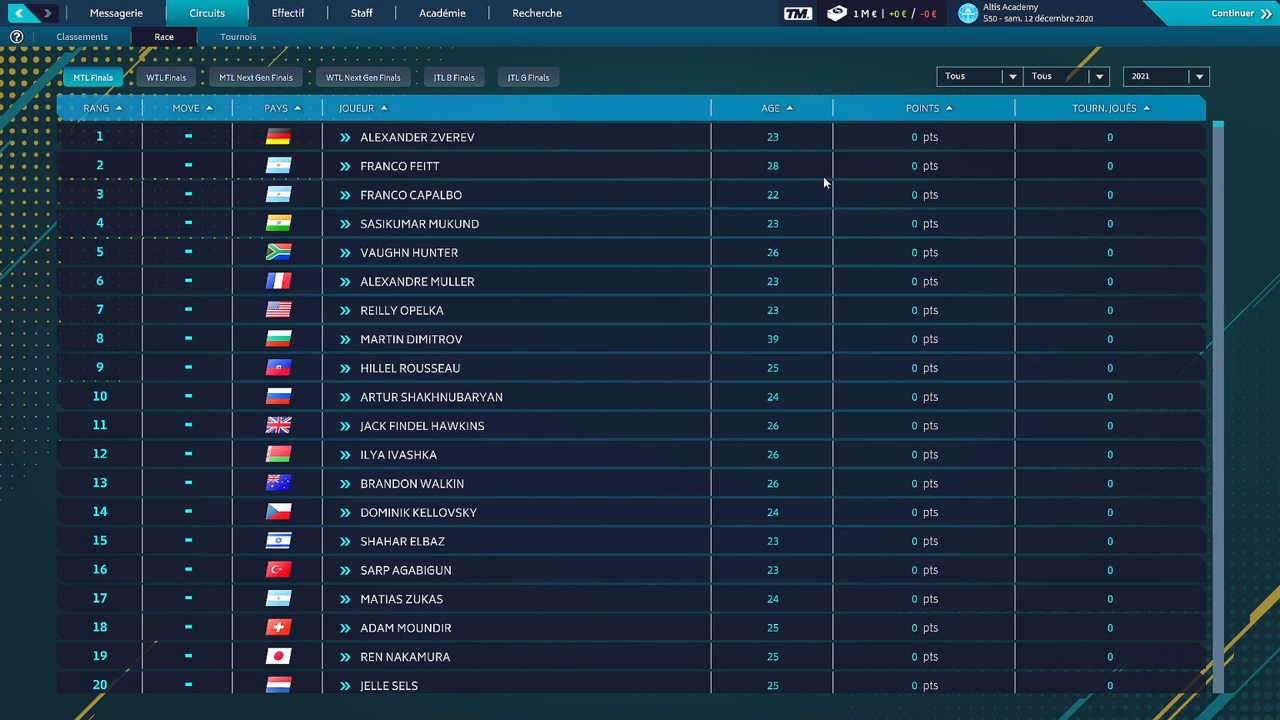 Messagerie Circuits Effectif Staff Académie Recherche TM. 1 M € | +0 € / -0 € Altis Academy Continuer
550 - sam. 12 décembre 2020
? Classements Race Tournois
MTL Finals WTL Finals MTL Next Gen Finals WTL Next Gen Finals ITL B Finals ITL G Finals Tous Tous 2021
RANG MOVE PAYS JOUEUR AGE POINTS TOURN. JOUÉS
1 - ALEXANDER ZVEREV 23 0 pts 0
2 - FRANCO FEITT 28 0 pts 0
3 - FRANCO CAPALBO 22 0 pts 0
4 - SASIKUMAR MUKUND 23 0 pts 0
5 - VAUGHN HUNTER 26 0 pts 0
6 - ALEXANDRE MULLER 23 0 pts 0
7 - REILLY OPELKA 23 0 pts 0
8 - MARTIN DIMITROV 39 0 pts 0
9 - HILLEL ROUSSEAU 25 0 pts 0
10 - ARTUR SHAKHNUBARYAN 24 0 pts 0
11 - JACK FINDEL HAWKINS 26 0 pts 0
12 - ILYA IVASHKA 26 0 pts 0
13 - BRANDON WALKIN 26 0 pts 0
14 - DOMINIK KELLOVSKY 24 0 pts 0
15 - SHAHAR ELBAZ 23 0 pts 0
16 - SARP AGABIGUN 23 0 pts 0
17 - MATIAS ZUKAS 24 0 pts 0
18 - ADAM MOUNDIR 25 0 pts 0
19 - REN NAKAMURA 25 0 pts 0
20 - JELLE SELS 25 0 pts 0